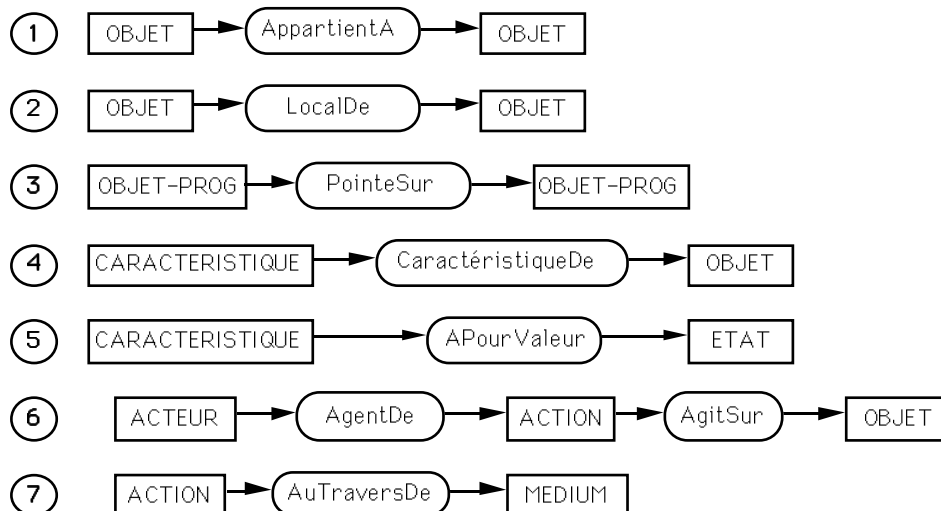 1 OBJET AppartientA OBJET
2 OBJET LocalDe OBJET
3 OBJET-PROG PointeSur OBJET-PROG
4 CARACTERISTIQUE CaractéristiqueDe OBJET
5 CARACTERISTIQUE APourValeur ETAT
6 ACTEUR AgentDe ACTION AgitSur OBJET
7 ACTION AuTraversDe MEDIUM